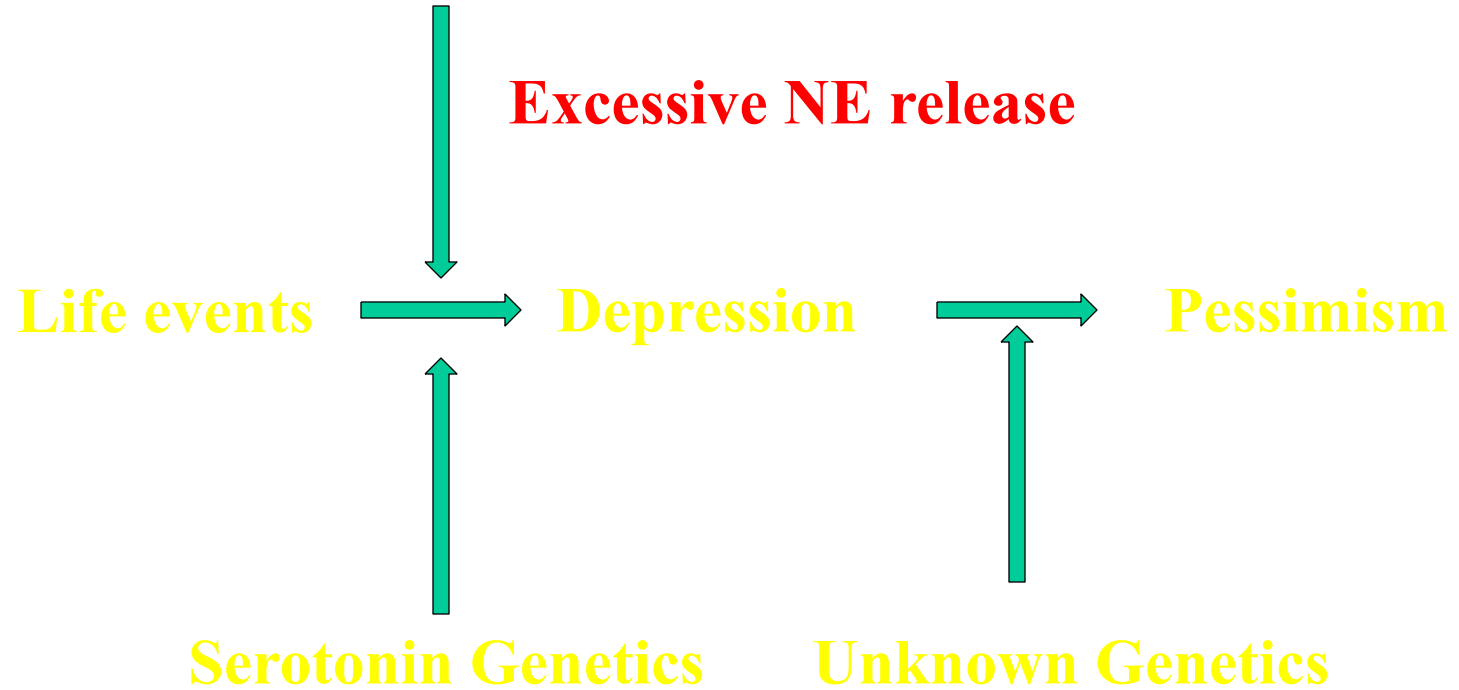 Excessive NE release
Life events
Depression
Pessimism
Serotonin Genetics
Unknown Genetics